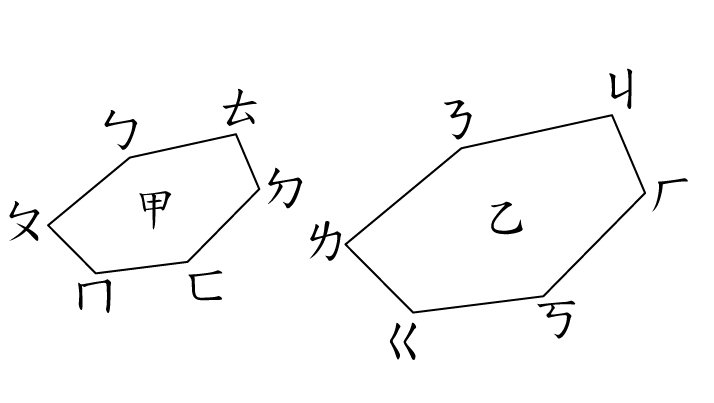 ㄅ
ㄊ
ㄆ
甲
ㄉ
ㄇ
ㄈ
ㄋ
ㄐ
ㄌ
乙
ㄏ
ㄍ
ㄎ